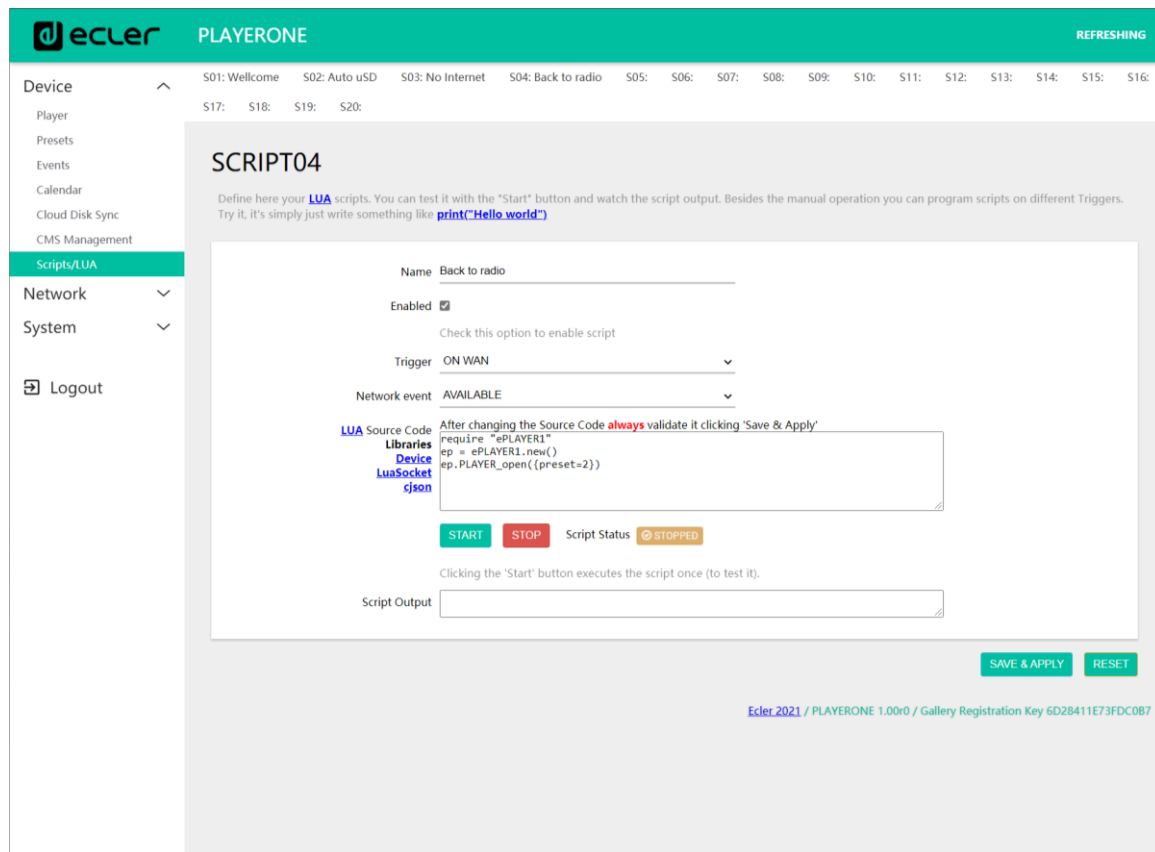 ecler PLAYERONE REFRESHING
Device
Player
Presets
Events
Calendar
Cloud Disk Sync
CMS Management
Scripts/LUA
Network
System
Logout
S01: Wellcome S02: Auto uSD S03: No Internet S04: Back to radio S05: S06: S07: S08: S09: S10: S11: S12: S13: S14: S15: S16:
S17: S18: S19: S20:
SCRIPT04
Define here your LUA scripts. You can test it with the "Start" button and watch the script output. Besides the manual operation you can program scripts on different Triggers.
Try it, it's simply just write something like print("Hello world")
Name Back to radio
Enabled
Check this option to enable script
Trigger ON WAN
Network event AVAILABLE
LUA Source Code
Libraries
Device
LuaSocket
cjson
After changing the Source Code always validate it clicking 'Save & Apply'
require "ePLAYER1"
ep = ePLAYER1.new()
ep.PLAYER_open({preset=2})
START STOP Script Status STOPPED
Clicking the 'Start' button executes the script once (to test it).
Script Output
SAVE & APPLY RESET
Ecler 2021 / PLAYERONE 1.00r0 / Gallery Registration Key 6D28411E73FDC0B7